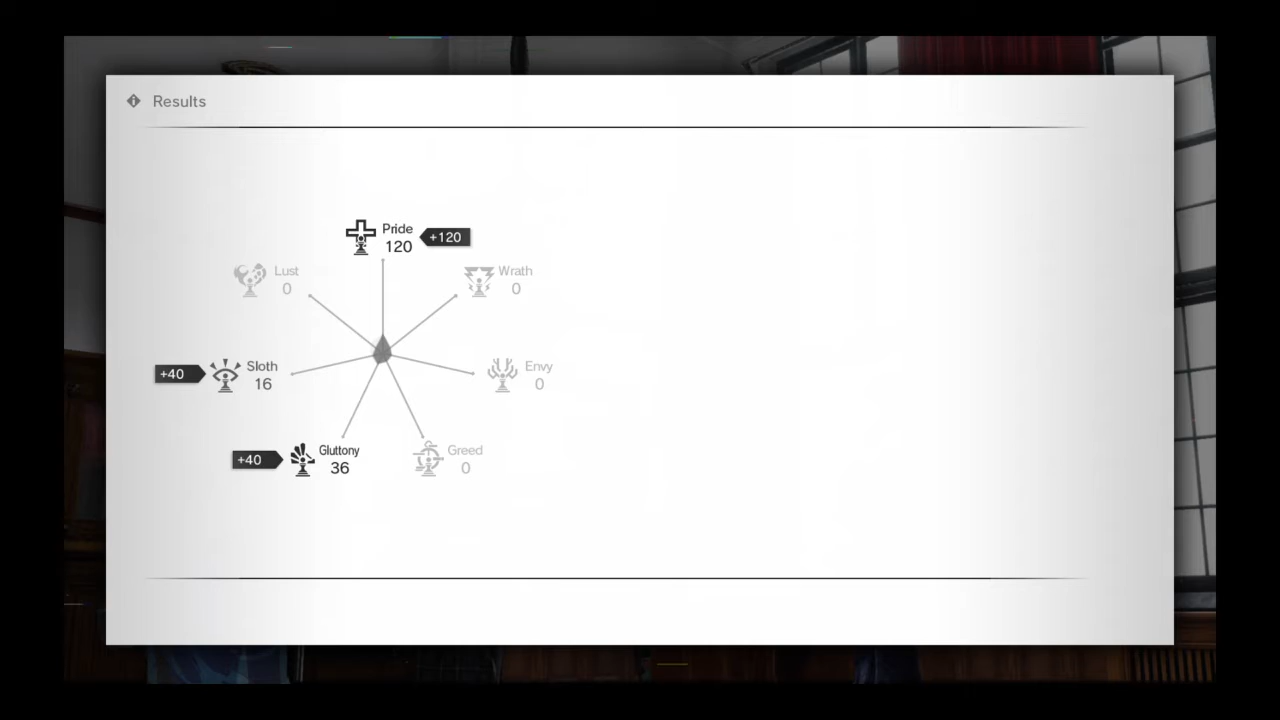 Results
Pride
120
+120
Lust
0
Wrath
0
+40
Sloth
16
Envy
0
+40
Gluttony
36
Greed
0